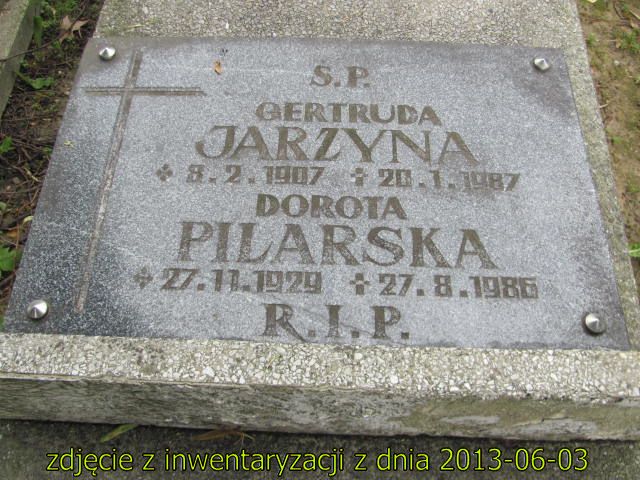 S.P.
GERTRUDA
JARZYNA
8.2.1907 20.1.1987
DOROTA
PILARSKA
27.11.1929 27.8.1986
R.I.P.
zdjęcie z inwentaryzacji z dnia 2013-06-03